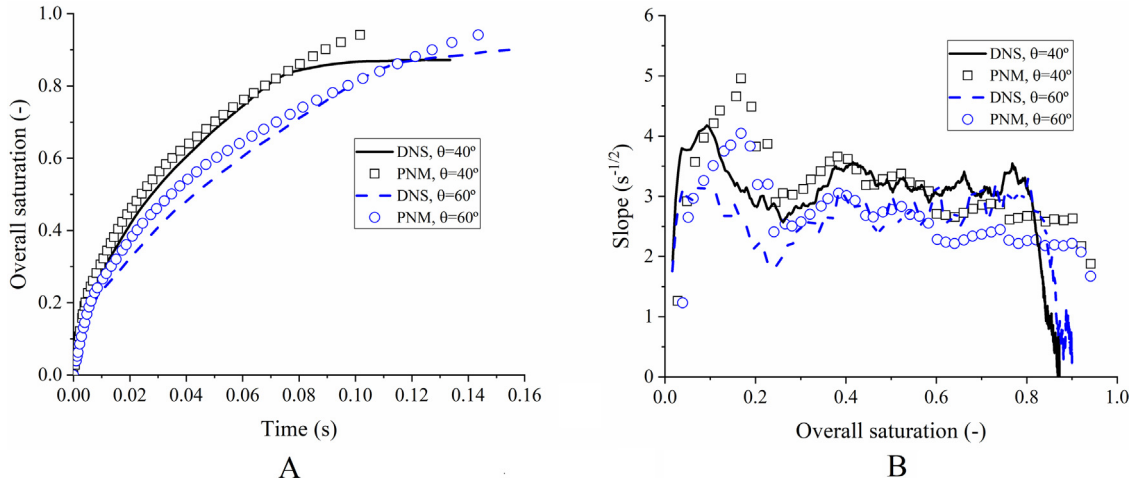 1.0
0.8
0.6
0.4
0.2
0.0
Overall saturation (-)
0.00 0.02 0.04 0.06 0.08 0.10 0.12 0.14 0.16
Time (s)
DNS, θ=40º
PNM, θ=40º
DNS, θ=60º
PNM, θ=60º
A
6
5
4
3
2
1
0
Slope (s⁻¹/²)
0.0 0.2 0.4 0.6 0.8 1.0
Overall saturation (-)
DNS, θ=40º
PNM, θ=40º
DNS, θ=60º
PNM, θ=60º
B